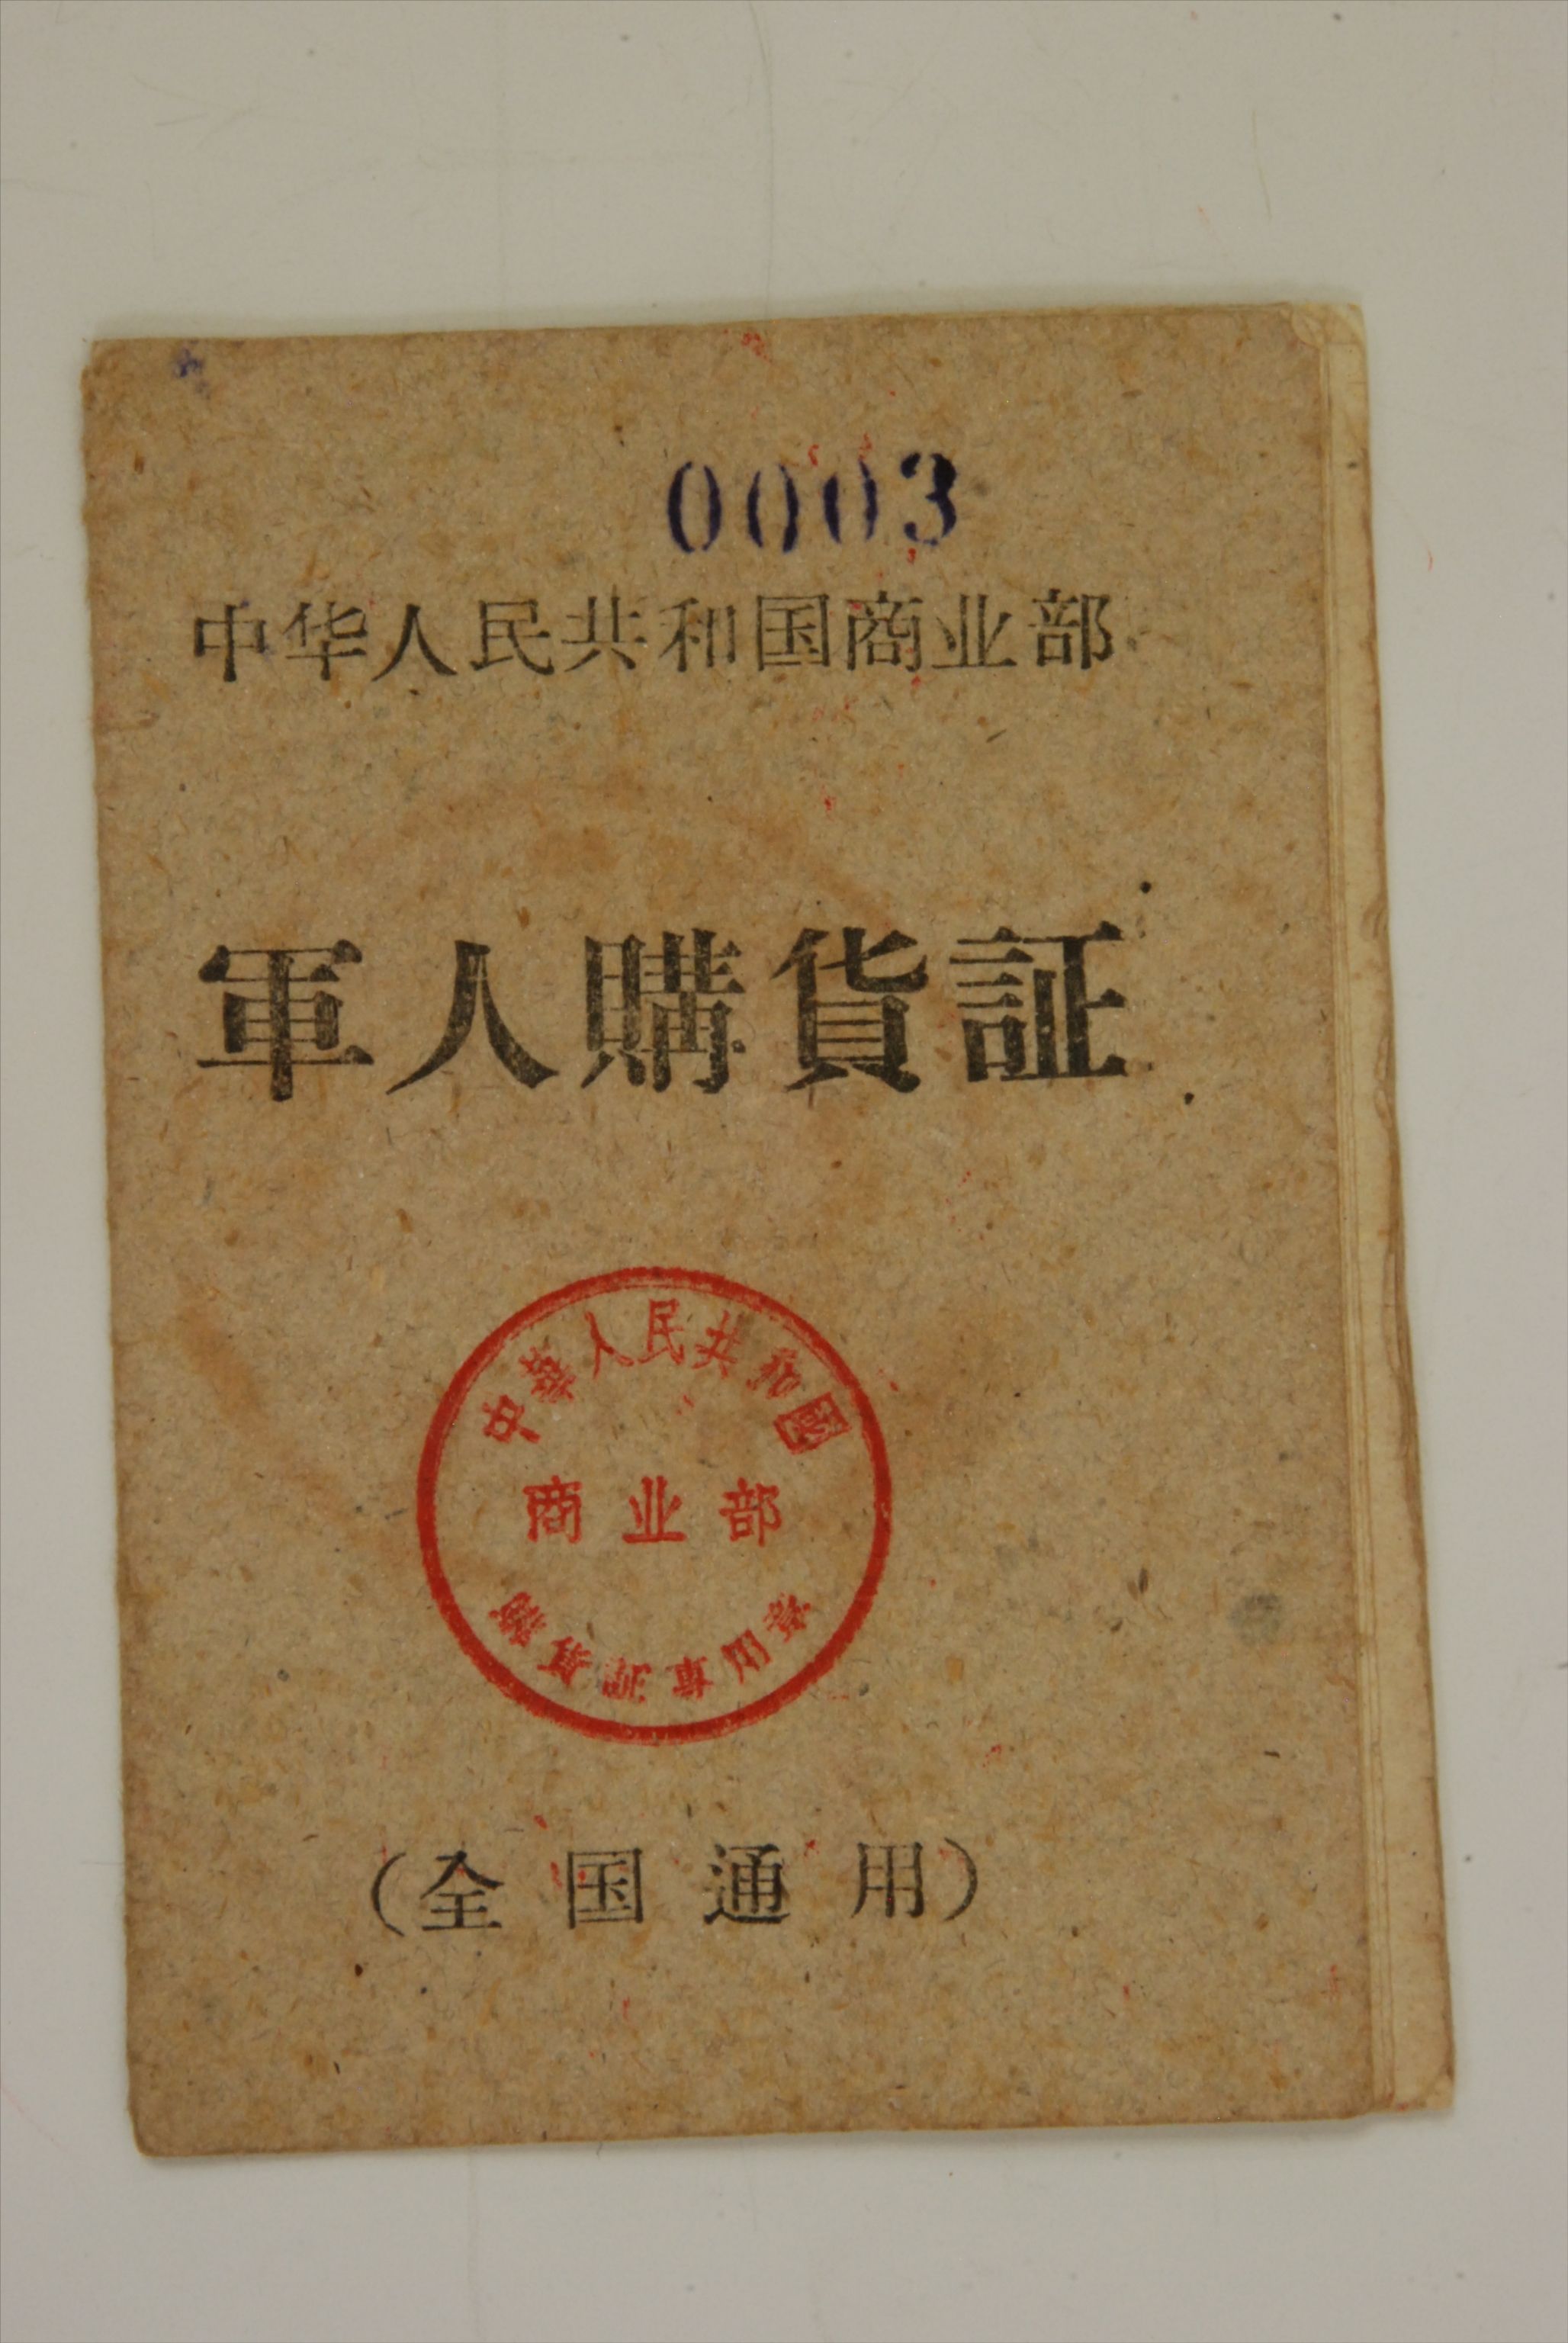 0003
中华人民共和国商业部
軍人購貨証
中華人民共和國
商业部
購貨証專用章
(全国通用)